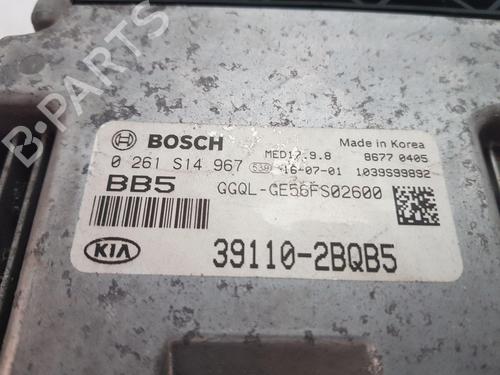 BOSCH
MED17.9.8
Made in Korea
0 261 S14 967
538
16-07-01
8677 0405
1039S99892
BB5
GGQL-GE56FS02600
KIA
39110-2BQB5